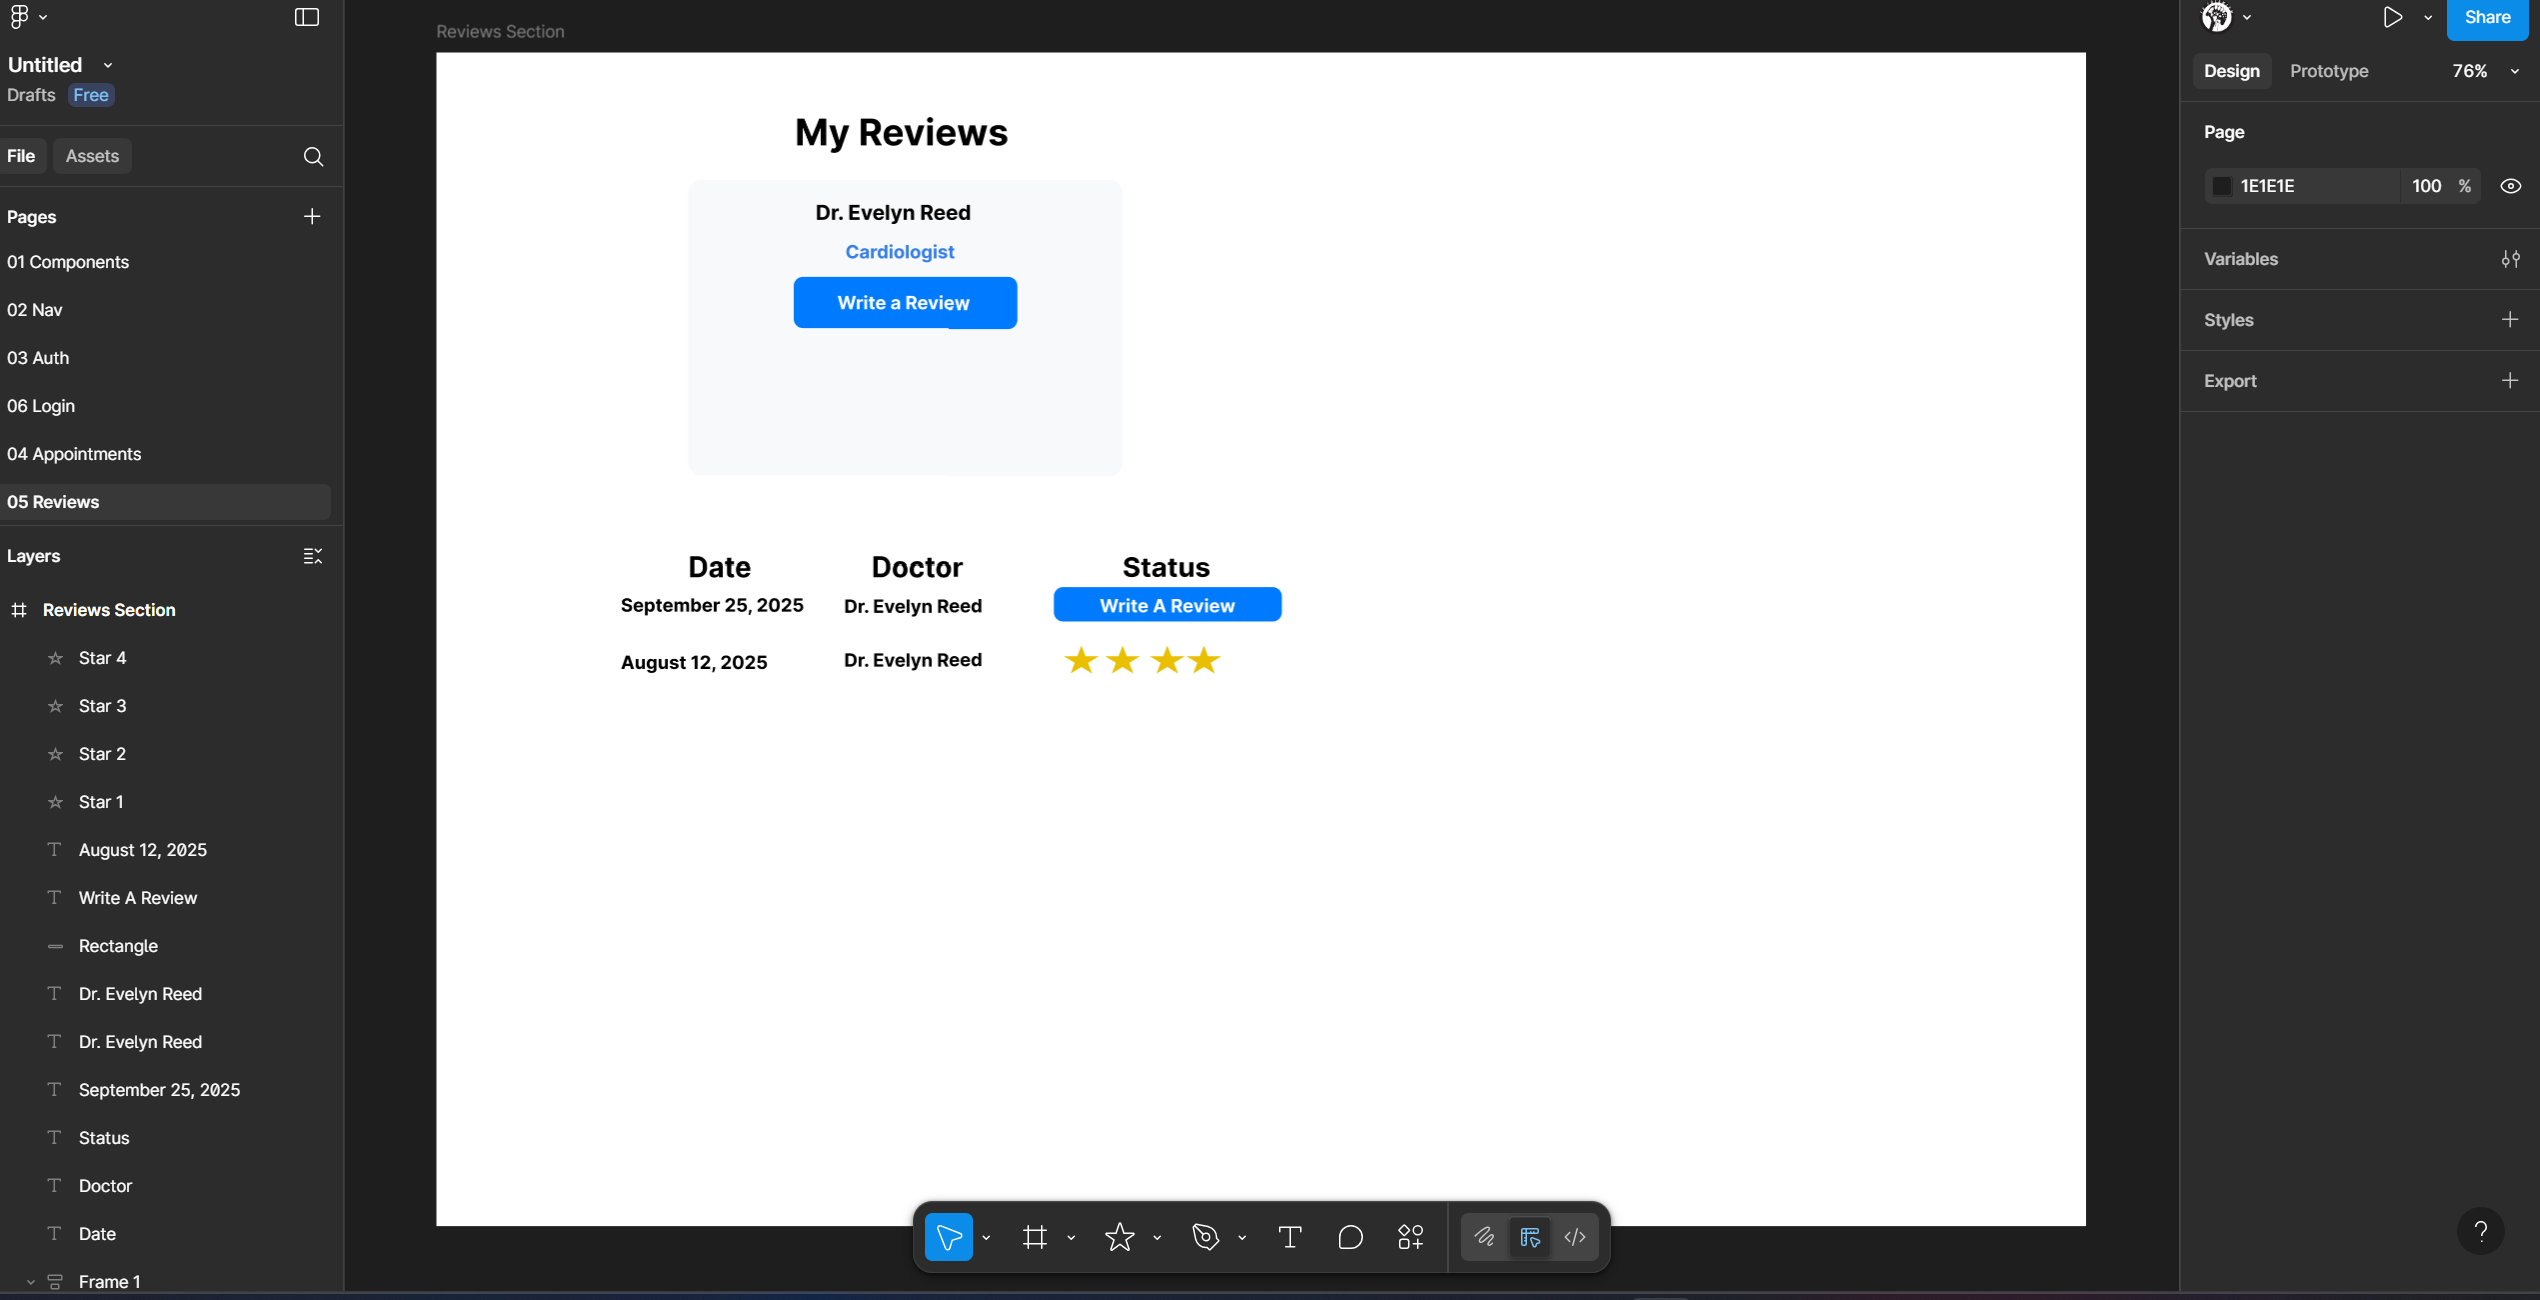 Untitled
Drafts Free
File Assets
Pages
01 Components
02 Nav
03 Auth
06 Login
04 Appointments
05 Reviews
Layers
Reviews Section
Star 4
Star 3
Star 2
Star 1
August 12, 2025
Write A Review
Rectangle
Dr. Evelyn Reed
Dr. Evelyn Reed
September 25, 2025
Status
Doctor
Date
Frame 1
Reviews Section
My Reviews
Dr. Evelyn Reed
Cardiologist
Write a Review
Date Doctor Status
September 25, 2025 Dr. Evelyn Reed Write A Review
August 12, 2025 Dr. Evelyn Reed
Share
Design Prototype 76%
Page
1E1E1E 100 %
Variables
Styles
Export
?